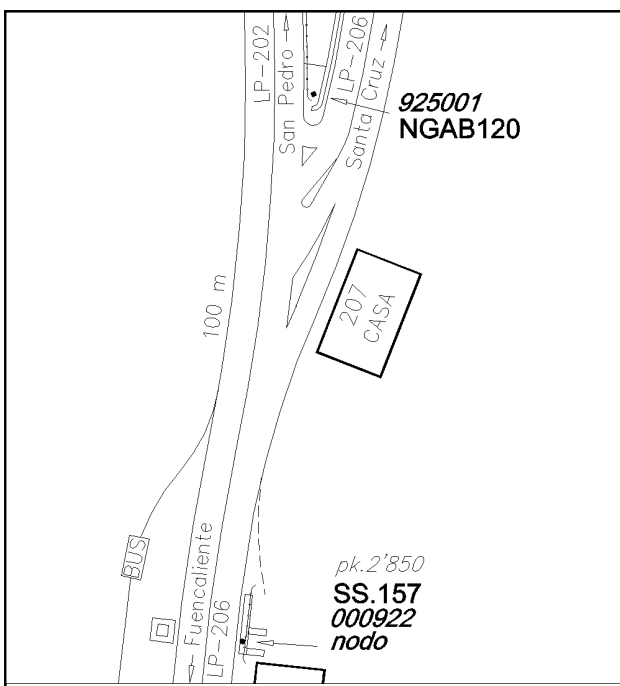 LP-202
San Pedro
LP-206
Santa Cruz
925001
NGAB120
100 m
207
CASA
BUS
Fuencaliente
LP-206
pk.2'850
SS.157
000922
nodo